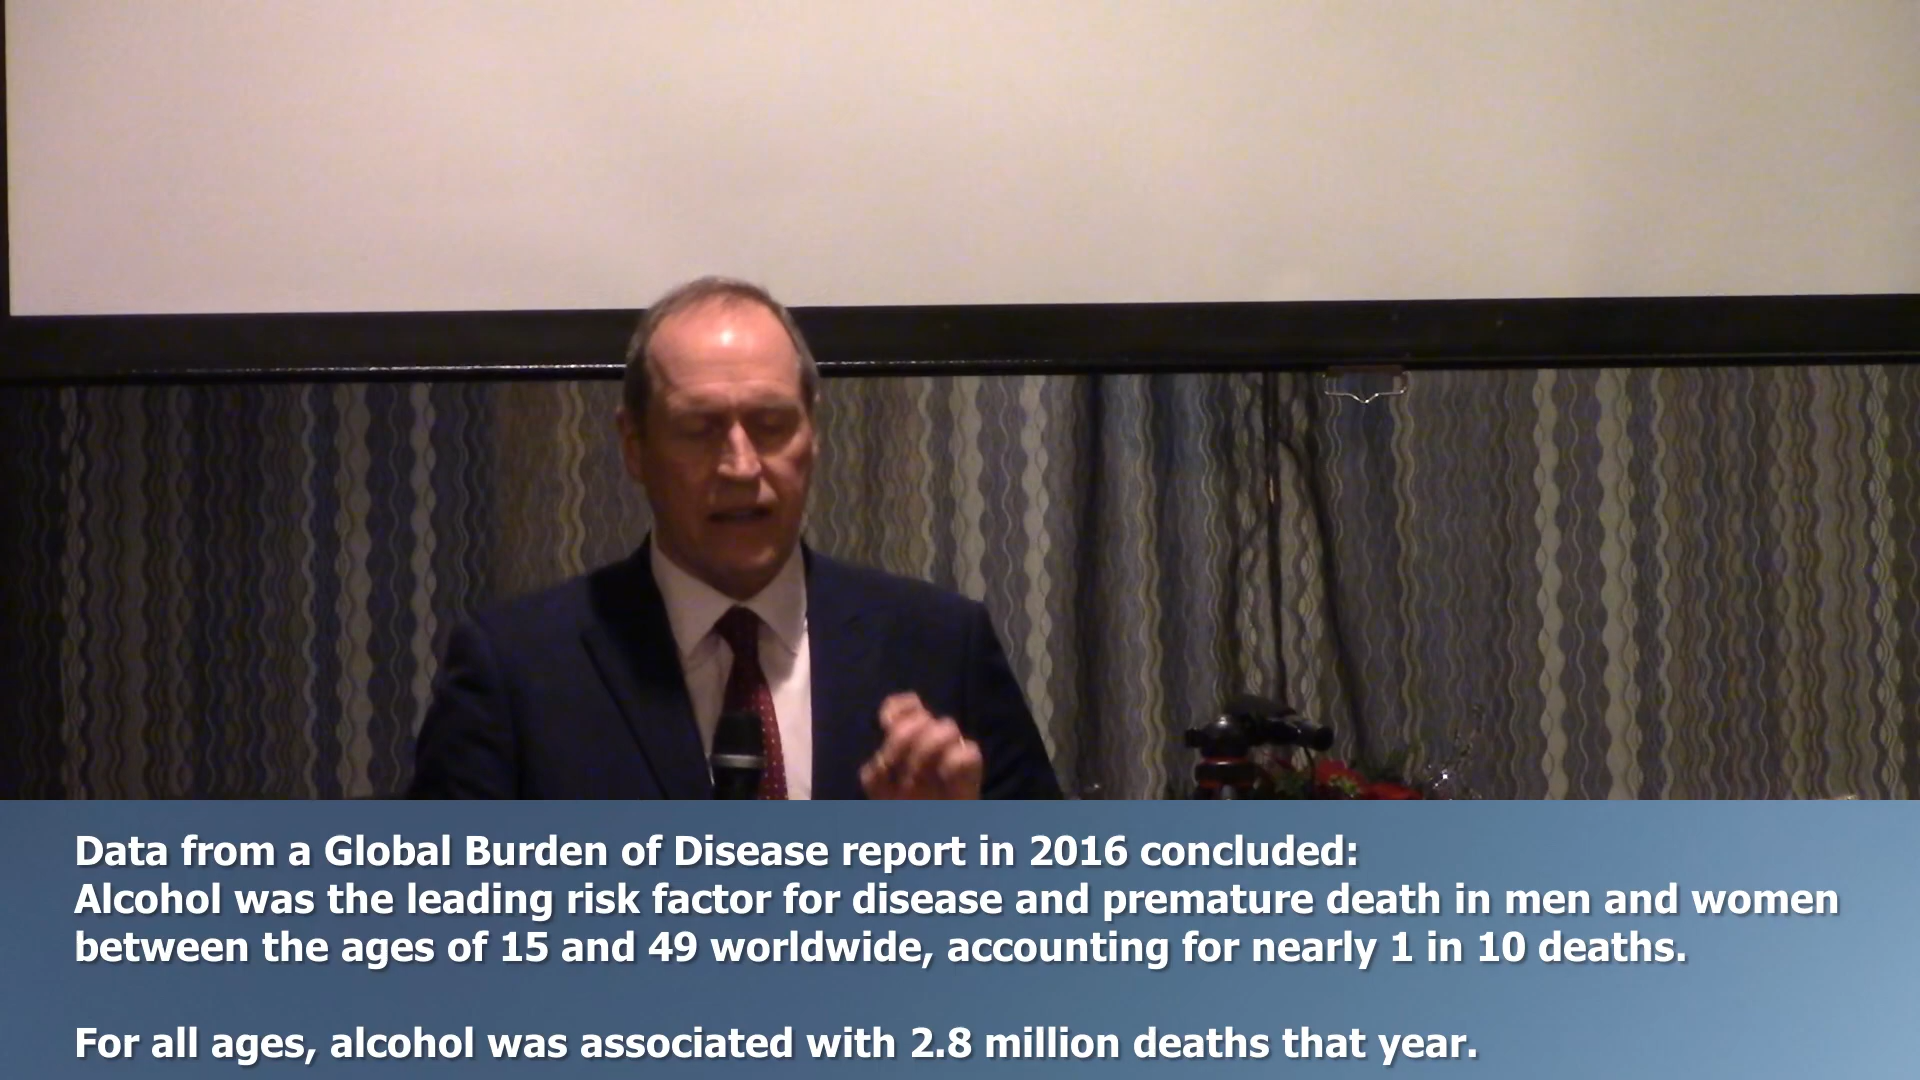 Data from a Global Burden of Disease report in 2016 concluded:
Alcohol was the leading risk factor for disease and premature death in men and women
between the ages of 15 and 49 worldwide, accounting for nearly 1 in 10 deaths.
For all ages, alcohol was associated with 2.8 million deaths that year.